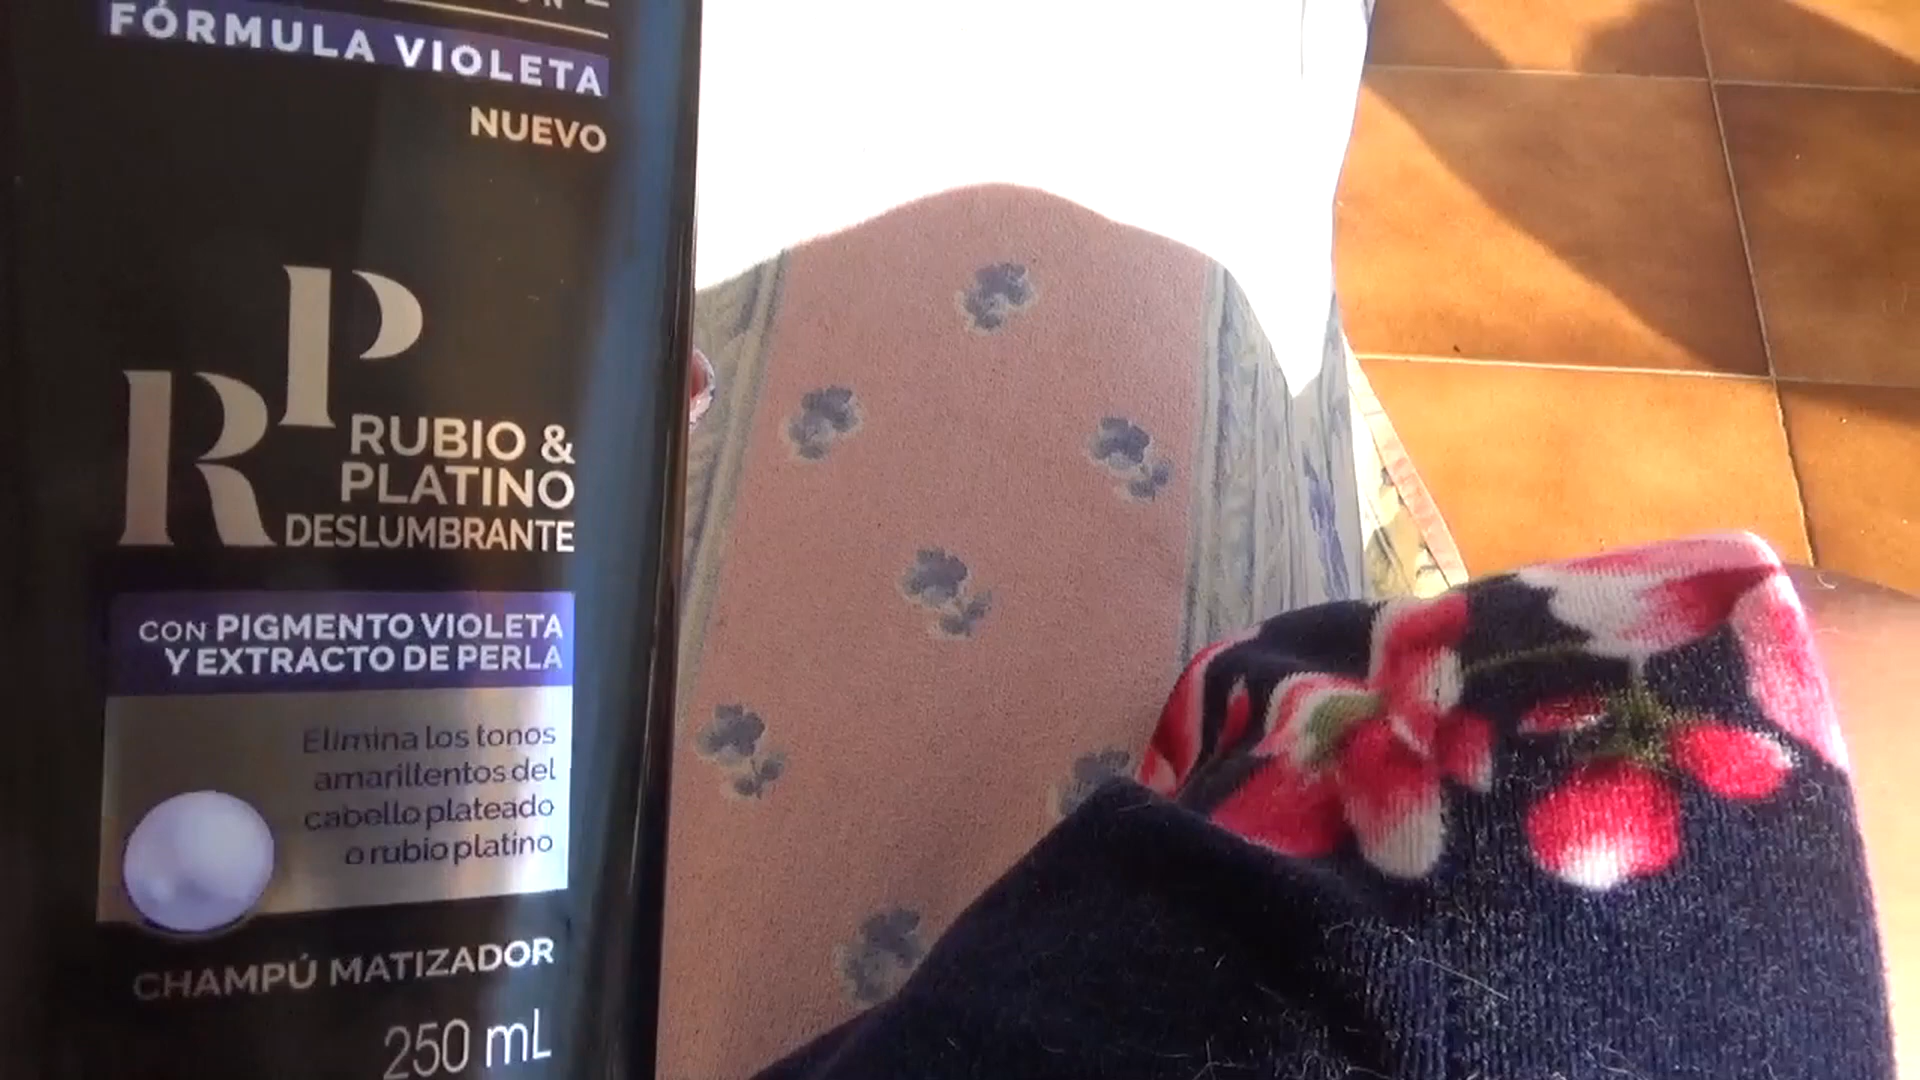 FÓRMULA VIOLETA
NUEVO
RP
RUBIO &
PLATINO
DESLUMBRANTE
CON PIGMENTO VIOLETA
Y EXTRACTO DE PERLA
Elimina los tonos
amarillentos del
cabello plateado
o rubio platino
CHAMPÚ MATIZADOR
250 mL